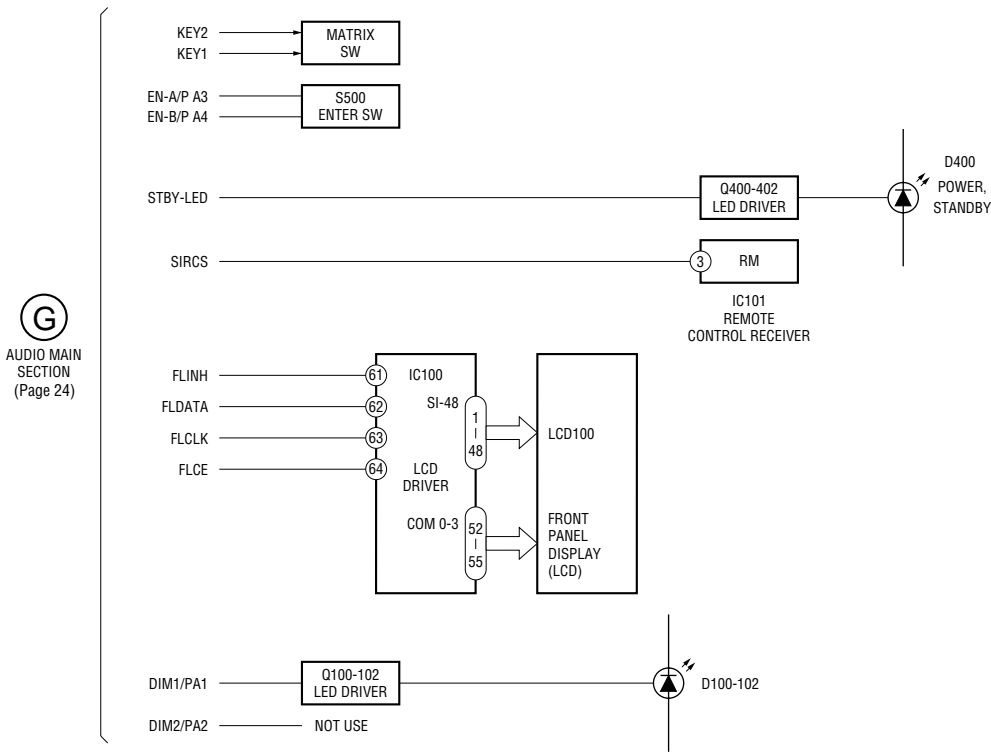 KEY2
KEY1
MATRIX
SW
EN-A/P A3
EN-B/P A4
S500
ENTER SW
STBY-LED
Q400-402
LED DRIVER
D400
POWER,
STANDBY
SIRCS
3
RM
IC101
REMOTE
CONTROL RECEIVER
G
AUDIO MAIN
SECTION
(Page 24)
FLINH
61
IC100
FLDATA
62
SI-48
1
48
LCD100
FLCLK
63
FLCE
64
LCD
DRIVER
COM 0-3
52
55
FRONT
PANEL
DISPLAY
(LCD)
DIM1/PA1
Q100-102
LED DRIVER
D100-102
DIM2/PA2
NOT USE